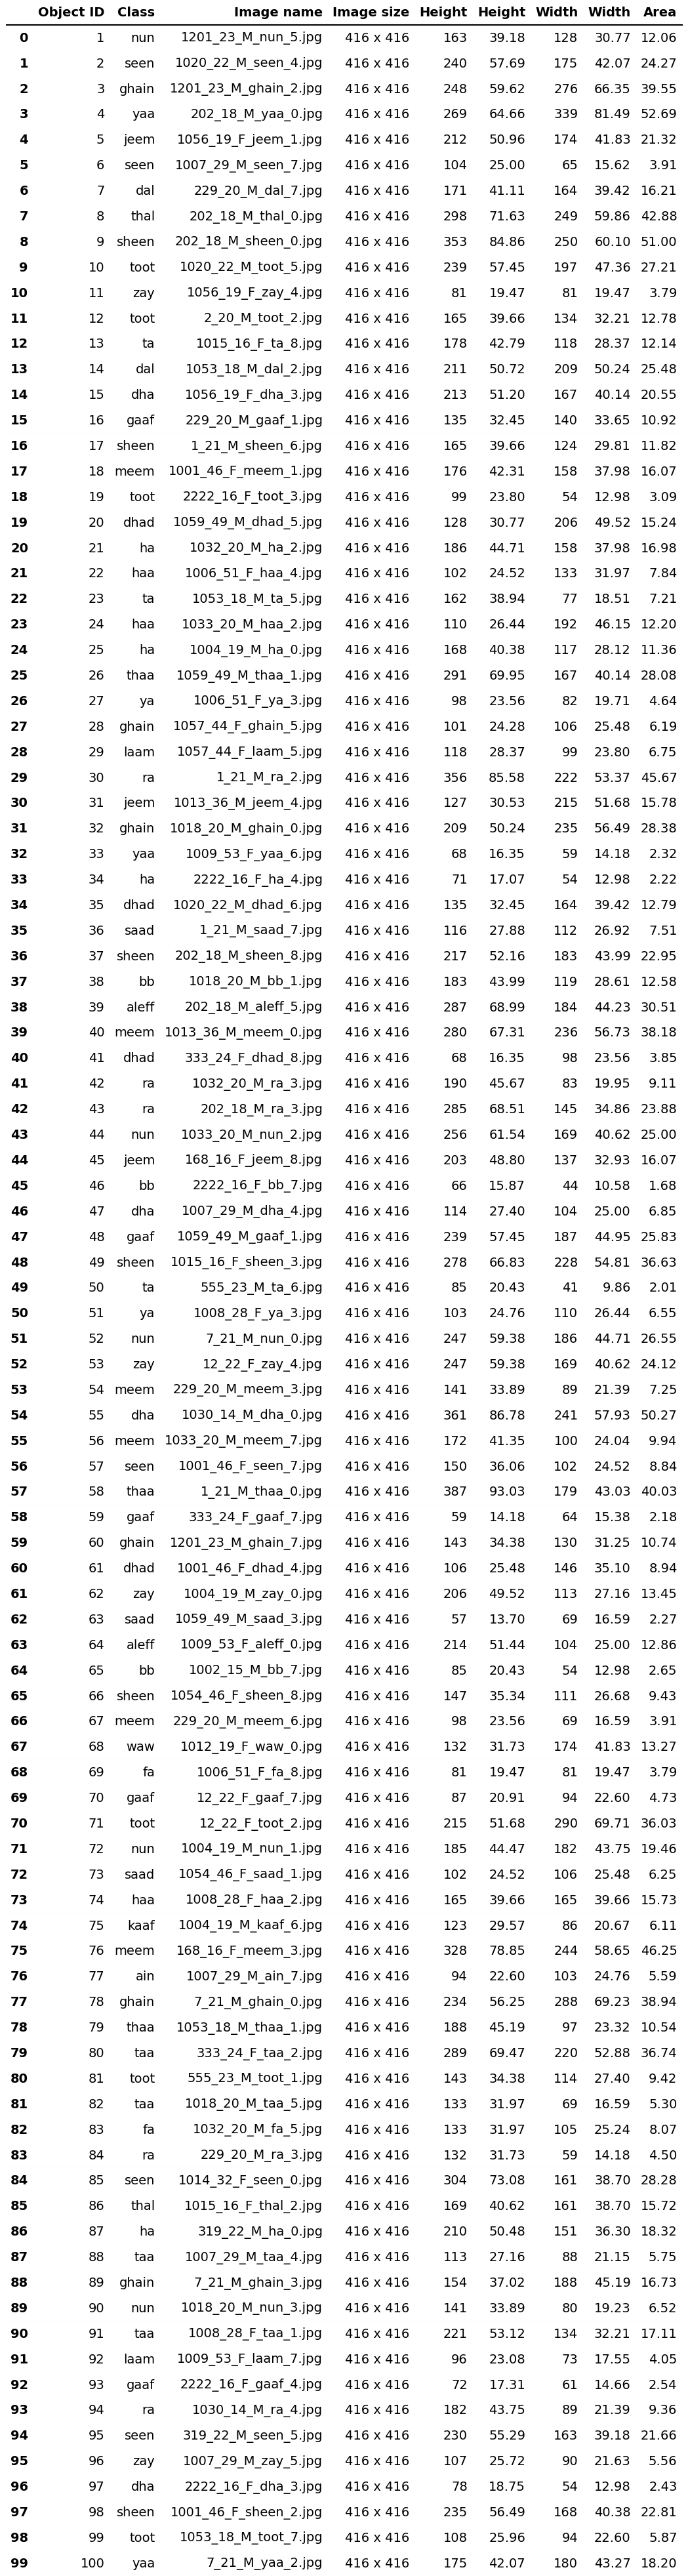 Object ID Class Image name Image size Height Height Width Width Area
0 1 nun 1201_23_M_nun_5.jpg 416 x 416 163 39.18 128 30.77 12.06
1 2 seen 1020_22_M_seen_4.jpg 416 x 416 240 57.69 175 42.07 24.27
2 3 ghain 1201_23_M_ghain_2.jpg 416 x 416 248 59.62 276 66.35 39.55
3 4 yaa 202_18_M_yaa_0.jpg 416 x 416 269 64.66 339 81.49 52.69
4 5 jeem 1056_19_F_jeem_1.jpg 416 x 416 212 50.96 174 41.83 21.32
5 6 seen 1007_29_M_seen_7.jpg 416 x 416 104 25.00 65 15.62 3.91
6 7 dal 229_20_M_dal_7.jpg 416 x 416 171 41.11 164 39.42 16.21
7 8 thal 202_18_M_thal_0.jpg 416 x 416 298 71.63 249 59.86 42.88
8 9 sheen 202_18_M_sheen_0.jpg 416 x 416 353 84.86 250 60.10 51.00
9 10 toot 1020_22_M_toot_5.jpg 416 x 416 239 57.45 197 47.36 27.21
10 11 zay 1056_19_F_zay_4.jpg 416 x 416 81 19.47 81 19.47 3.79
11 12 toot 2_20_M_toot_2.jpg 416 x 416 165 39.66 134 32.21 12.78
12 13 ta 1015_16_F_ta_8.jpg 416 x 416 178 42.79 118 28.37 12.14
13 14 dal 1053_18_M_dal_2.jpg 416 x 416 211 50.72 209 50.24 25.48
14 15 dha 1056_19_F_dha_3.jpg 416 x 416 213 51.20 167 40.14 20.55
15 16 gaaf 229_20_M_gaaf_1.jpg 416 x 416 135 32.45 140 33.65 10.92
16 17 sheen 1_21_M_sheen_6.jpg 416 x 416 165 39.66 124 29.81 11.82
17 18 meem 1001_46_F_meem_1.jpg 416 x 416 176 42.31 158 37.98 16.07
18 19 toot 2222_16_F_toot_3.jpg 416 x 416 99 23.80 54 12.98 3.09
19 20 dhad 1059_49_M_dhad_5.jpg 416 x 416 128 30.77 206 49.52 15.24
20 21 ha 1032_20_M_ha_2.jpg 416 x 416 186 44.71 158 37.98 16.98
21 22 haa 1006_51_F_haa_4.jpg 416 x 416 102 24.52 133 31.97 7.84
22 23 ta 1053_18_M_ta_5.jpg 416 x 416 162 38.94 77 18.51 7.21
23 24 haa 1033_20_M_haa_2.jpg 416 x 416 110 26.44 192 46.15 12.20
24 25 ha 1004_19_M_ha_0.jpg 416 x 416 168 40.38 117 28.12 11.36
25 26 thaa 1059_49_M_thaa_1.jpg 416 x 416 291 69.95 167 40.14 28.08
26 27 ya 1006_51_F_ya_3.jpg 416 x 416 98 23.56 82 19.71 4.64
27 28 ghain 1057_44_F_ghain_5.jpg 416 x 416 101 24.28 106 25.48 6.19
28 29 laam 1057_44_F_laam_5.jpg 416 x 416 118 28.37 99 23.80 6.75
29 30 ra 1_21_M_ra_2.jpg 416 x 416 356 85.58 222 53.37 45.67
30 31 jeem 1013_36_M_jeem_4.jpg 416 x 416 127 30.53 215 51.68 15.78
31 32 ghain 1018_20_M_ghain_0.jpg 416 x 416 209 50.24 235 56.49 28.38
32 33 yaa 1009_53_F_yaa_6.jpg 416 x 416 68 16.35 59 14.18 2.32
33 34 ha 2222_16_F_ha_4.jpg 416 x 416 71 17.07 54 12.98 2.22
34 35 dhad 1020_22_M_dhad_6.jpg 416 x 416 135 32.45 164 39.42 12.79
35 36 saad 1_21_M_saad_7.jpg 416 x 416 116 27.88 112 26.92 7.51
36 37 sheen 202_18_M_sheen_8.jpg 416 x 416 217 52.16 183 43.99 22.95
37 38 bb 1018_20_M_bb_1.jpg 416 x 416 183 43.99 119 28.61 12.58
38 39 aleff 202_18_M_aleff_5.jpg 416 x 416 287 68.99 184 44.23 30.51
39 40 meem 1013_36_M_meem_0.jpg 416 x 416 280 67.31 236 56.73 38.18
40 41 dhad 333_24_F_dhad_8.jpg 416 x 416 68 16.35 98 23.56 3.85
41 42 ra 1032_20_M_ra_3.jpg 416 x 416 190 45.67 83 19.95 9.11
42 43 ra 202_18_M_ra_3.jpg 416 x 416 285 68.51 145 34.86 23.88
43 44 nun 1033_20_M_nun_2.jpg 416 x 416 256 61.54 169 40.62 25.00
44 45 jeem 168_16_F_jeem_8.jpg 416 x 416 203 48.80 137 32.93 16.07
45 46 bb 2222_16_F_bb_7.jpg 416 x 416 66 15.87 44 10.58 1.68
46 47 dha 1007_29_M_dha_4.jpg 416 x 416 114 27.40 104 25.00 6.85
47 48 gaaf 1059_49_M_gaaf_1.jpg 416 x 416 239 57.45 187 44.95 25.83
48 49 sheen 1015_16_F_sheen_3.jpg 416 x 416 278 66.83 228 54.81 36.63
49 50 ta 555_23_M_ta_6.jpg 416 x 416 85 20.43 41 9.86 2.01
50 51 ya 1008_28_F_ya_3.jpg 416 x 416 103 24.76 110 26.44 6.55
51 52 nun 7_21_M_nun_0.jpg 416 x 416 247 59.38 186 44.71 26.55
52 53 zay 12_22_F_zay_4.jpg 416 x 416 247 59.38 169 40.62 24.12
53 54 meem 229_20_M_meem_3.jpg 416 x 416 141 33.89 89 21.39 7.25
54 55 dha 1030_14_M_dha_0.jpg 416 x 416 361 86.78 241 57.93 50.27
55 56 meem 1033_20_M_meem_7.jpg 416 x 416 172 41.35 100 24.04 9.94
56 57 seen 1001_46_F_seen_7.jpg 416 x 416 150 36.06 102 24.52 8.84
57 58 thaa 1_21_M_thaa_0.jpg 416 x 416 387 93.03 179 43.03 40.03
58 59 gaaf 333_24_F_gaaf_7.jpg 416 x 416 59 14.18 64 15.38 2.18
59 60 ghain 1201_23_M_ghain_7.jpg 416 x 416 143 34.38 130 31.25 10.74
60 61 dhad 1001_46_F_dhad_4.jpg 416 x 416 106 25.48 146 35.10 8.94
61 62 zay 1004_19_M_zay_0.jpg 416 x 416 206 49.52 113 27.16 13.45
62 63 saad 1059_49_M_saad_3.jpg 416 x 416 57 13.70 69 16.59 2.27
63 64 aleff 1009_53_F_aleff_0.jpg 416 x 416 214 51.44 104 25.00 12.86
64 65 bb 1002_15_M_bb_7.jpg 416 x 416 85 20.43 54 12.98 2.65
65 66 sheen 1054_46_F_sheen_8.jpg 416 x 416 147 35.34 111 26.68 9.43
66 67 meem 229_20_M_meem_6.jpg 416 x 416 98 23.56 69 16.59 3.91
67 68 waw 1012_19_F_waw_0.jpg 416 x 416 132 31.73 174 41.83 13.27
68 69 fa 1006_51_F_fa_8.jpg 416 x 416 81 19.47 81 19.47 3.79
69 70 gaaf 12_22_F_gaaf_7.jpg 416 x 416 87 20.91 94 22.60 4.73
70 71 toot 12_22_F_toot_2.jpg 416 x 416 215 51.68 290 69.71 36.03
71 72 nun 1004_19_M_nun_1.jpg 416 x 416 185 44.47 182 43.75 19.46
72 73 saad 1054_46_F_saad_1.jpg 416 x 416 102 24.52 106 25.48 6.25
73 74 haa 1008_28_F_haa_2.jpg 416 x 416 165 39.66 165 39.66 15.73
74 75 kaaf 1004_19_M_kaaf_6.jpg 416 x 416 123 29.57 86 20.67 6.11
75 76 meem 168_16_F_meem_3.jpg 416 x 416 328 78.85 244 58.65 46.25
76 77 ain 1007_29_M_ain_7.jpg 416 x 416 94 22.60 103 24.76 5.59
77 78 ghain 7_21_M_ghain_0.jpg 416 x 416 234 56.25 288 69.23 38.94
78 79 thaa 1053_18_M_thaa_1.jpg 416 x 416 188 45.19 97 23.32 10.54
79 80 taa 333_24_F_taa_2.jpg 416 x 416 289 69.47 220 52.88 36.74
80 81 toot 555_23_M_toot_1.jpg 416 x 416 143 34.38 114 27.40 9.42
81 82 taa 1018_20_M_taa_5.jpg 416 x 416 133 31.97 69 16.59 5.30
82 83 fa 1032_20_M_fa_5.jpg 416 x 416 133 31.97 105 25.24 8.07
83 84 ra 229_20_M_ra_3.jpg 416 x 416 132 31.73 59 14.18 4.50
84 85 seen 1014_32_F_seen_0.jpg 416 x 416 304 73.08 161 38.70 28.28
85 86 thal 1015_16_F_thal_2.jpg 416 x 416 169 40.62 161 38.70 15.72
86 87 ha 319_22_M_ha_0.jpg 416 x 416 210 50.48 151 36.30 18.32
87 88 taa 1007_29_M_taa_4.jpg 416 x 416 113 27.16 88 21.15 5.75
88 89 ghain 7_21_M_ghain_3.jpg 416 x 416 154 37.02 188 45.19 16.73
89 90 nun 1018_20_M_nun_3.jpg 416 x 416 141 33.89 80 19.23 6.52
90 91 taa 1008_28_F_taa_1.jpg 416 x 416 221 53.12 134 32.21 17.11
91 92 laam 1009_53_F_laam_7.jpg 416 x 416 96 23.08 73 17.55 4.05
92 93 gaaf 2222_16_F_gaaf_4.jpg 416 x 416 72 17.31 61 14.66 2.54
93 94 ra 1030_14_M_ra_4.jpg 416 x 416 182 43.75 89 21.39 9.36
94 95 seen 319_22_M_seen_5.jpg 416 x 416 230 55.29 163 39.18 21.66
95 96 zay 1007_29_M_zay_5.jpg 416 x 416 107 25.72 90 21.63 5.56
96 97 dha 2222_16_F_dha_3.jpg 416 x 416 78 18.75 54 12.98 2.43
97 98 sheen 1001_46_F_sheen_2.jpg 416 x 416 235 56.49 168 40.38 22.81
98 99 toot 1053_18_M_toot_7.jpg 416 x 416 108 25.96 94 22.60 5.87
99 100 yaa 7_21_M_yaa_2.jpg 416 x 416 175 42.07 180 43.27 18.20